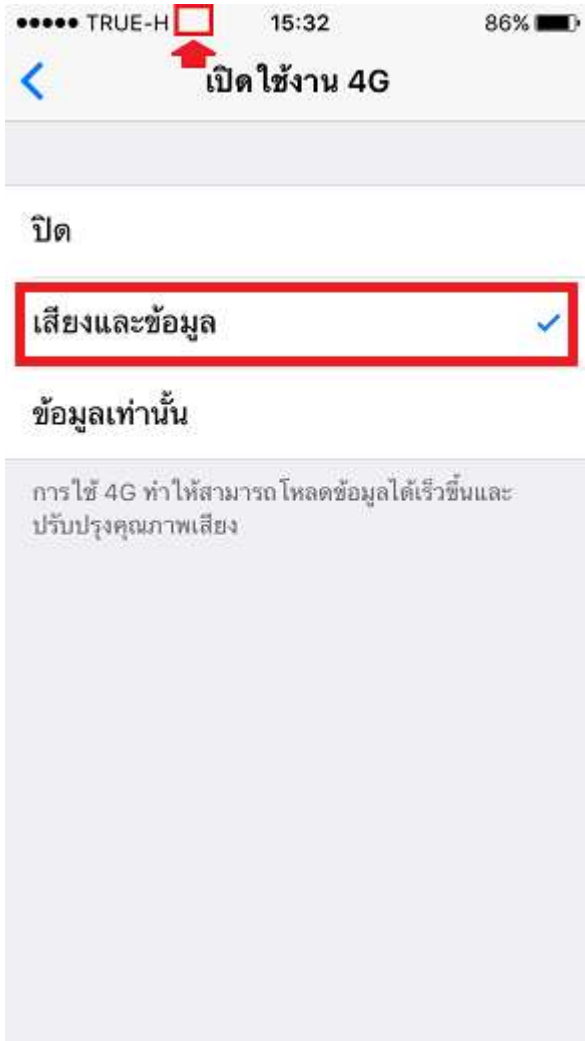 ●●●●● TRUE-H 15:32 86%
เปิดใช้งาน 4G
ปิด
เสียงและข้อมูล
ข้อมูลเท่านั้น
การใช้ 4G ทำให้สามารถโหลดข้อมูลได้เร็วขึ้นและ
ปรับปรุงคุณภาพเสียง